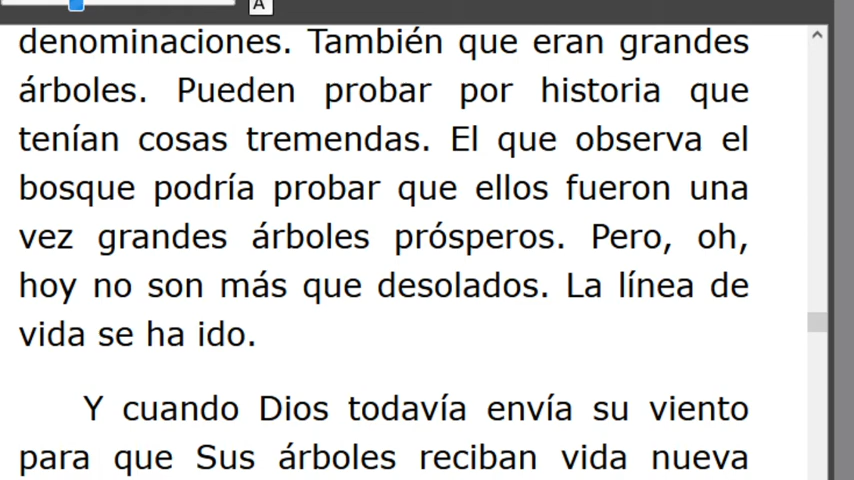 A
denominaciones. También que eran grandes
árboles. Pueden probar por historia que
tenían cosas tremendas. El que observa el
bosque podría probar que ellos fueron una
vez grandes árboles prósperos. Pero, oh,
hoy no son más que desolados. La línea de
vida se ha ido.
Y cuando Dios todavía envía su viento
para que Sus árboles reciban vida nueva